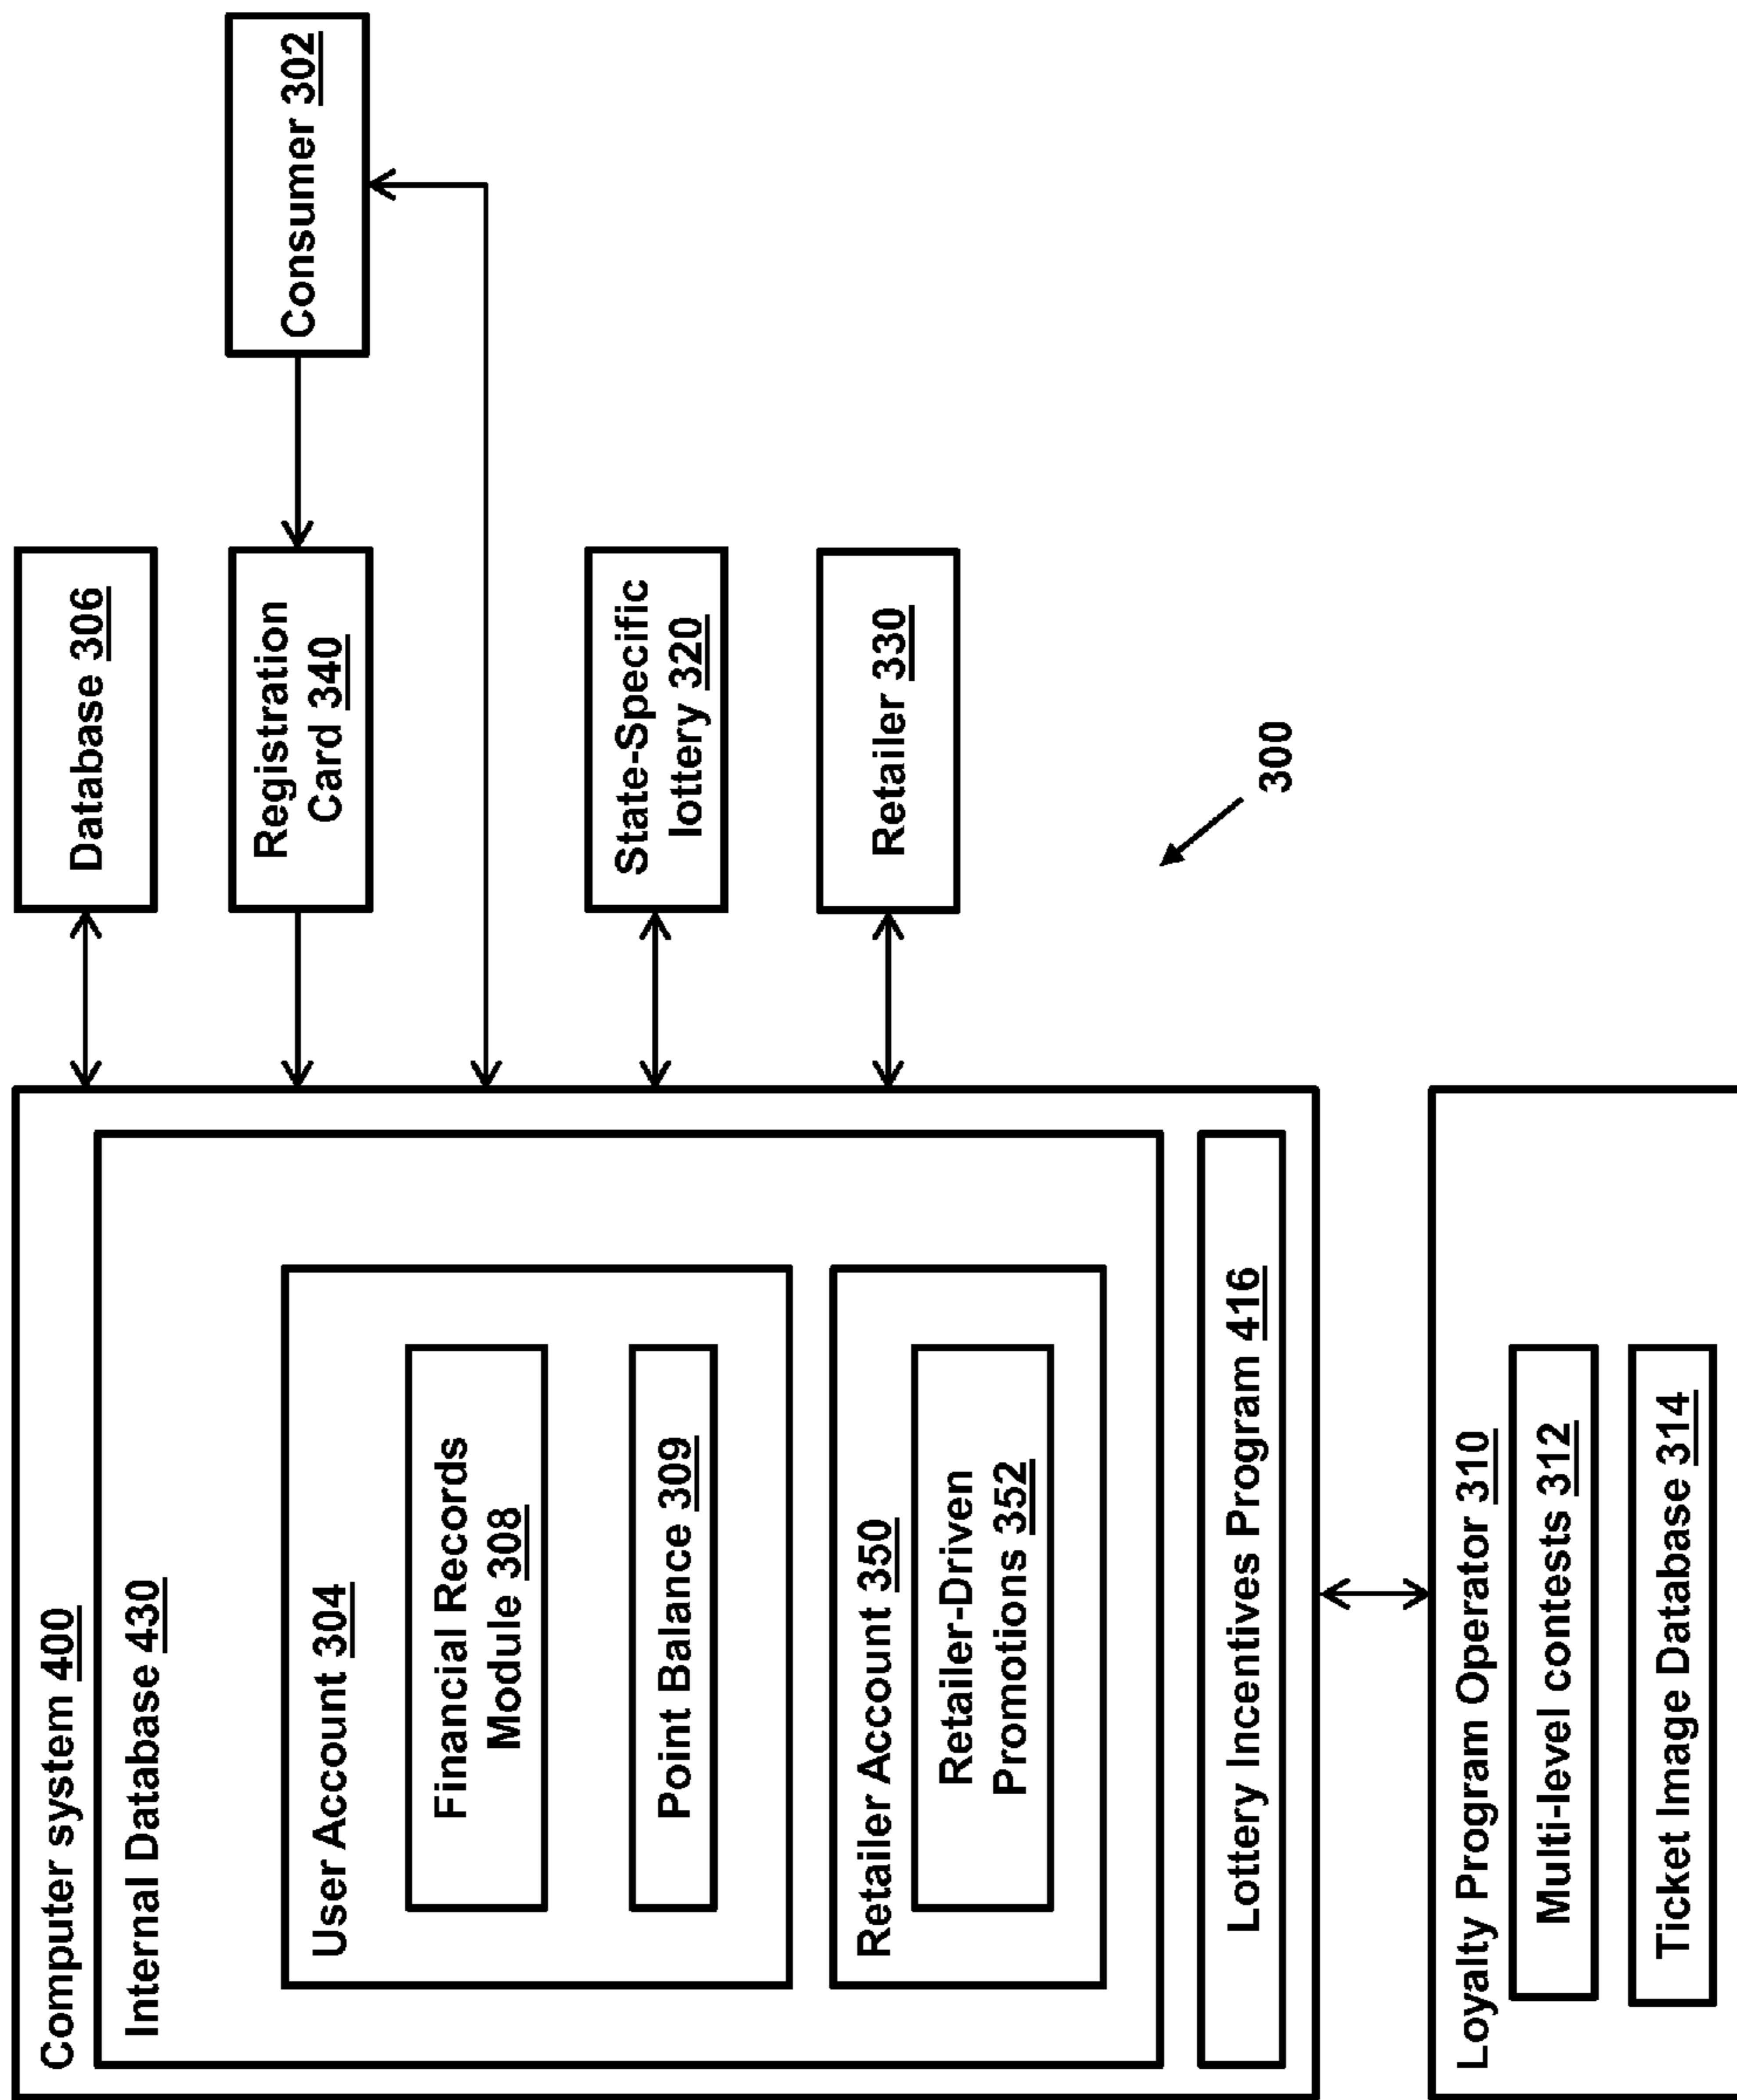 Computer system 400
Internal Database 430
User Account 304
Financial Records
Module 308
Point Balance 309
Retailer Account 350
Retailer-Driven
Promotions 352
Lottery Incentives Program 416
Loyalty Program Operator 310
Multi-level contests 312
Ticket Image Database 314
Database 306
Registration
Card 340
Consumer 302
State-Specific
lottery 320
Retailer 330
300